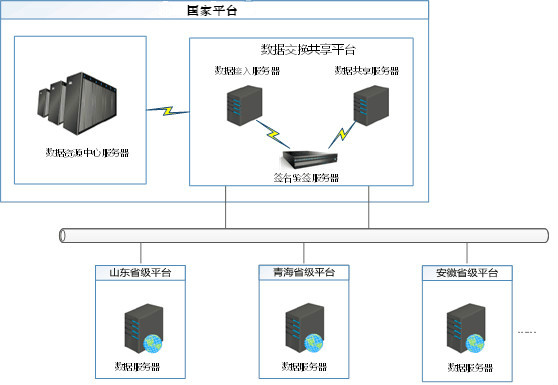 国家平台
数据交换共享平台
数据接入服务器
数据共享服务器
数据资源中心服务器
签名验签服务器
山东省级平台
青海省级平台
安徽省级平台
数据服务器
数据服务器
数据服务器
......